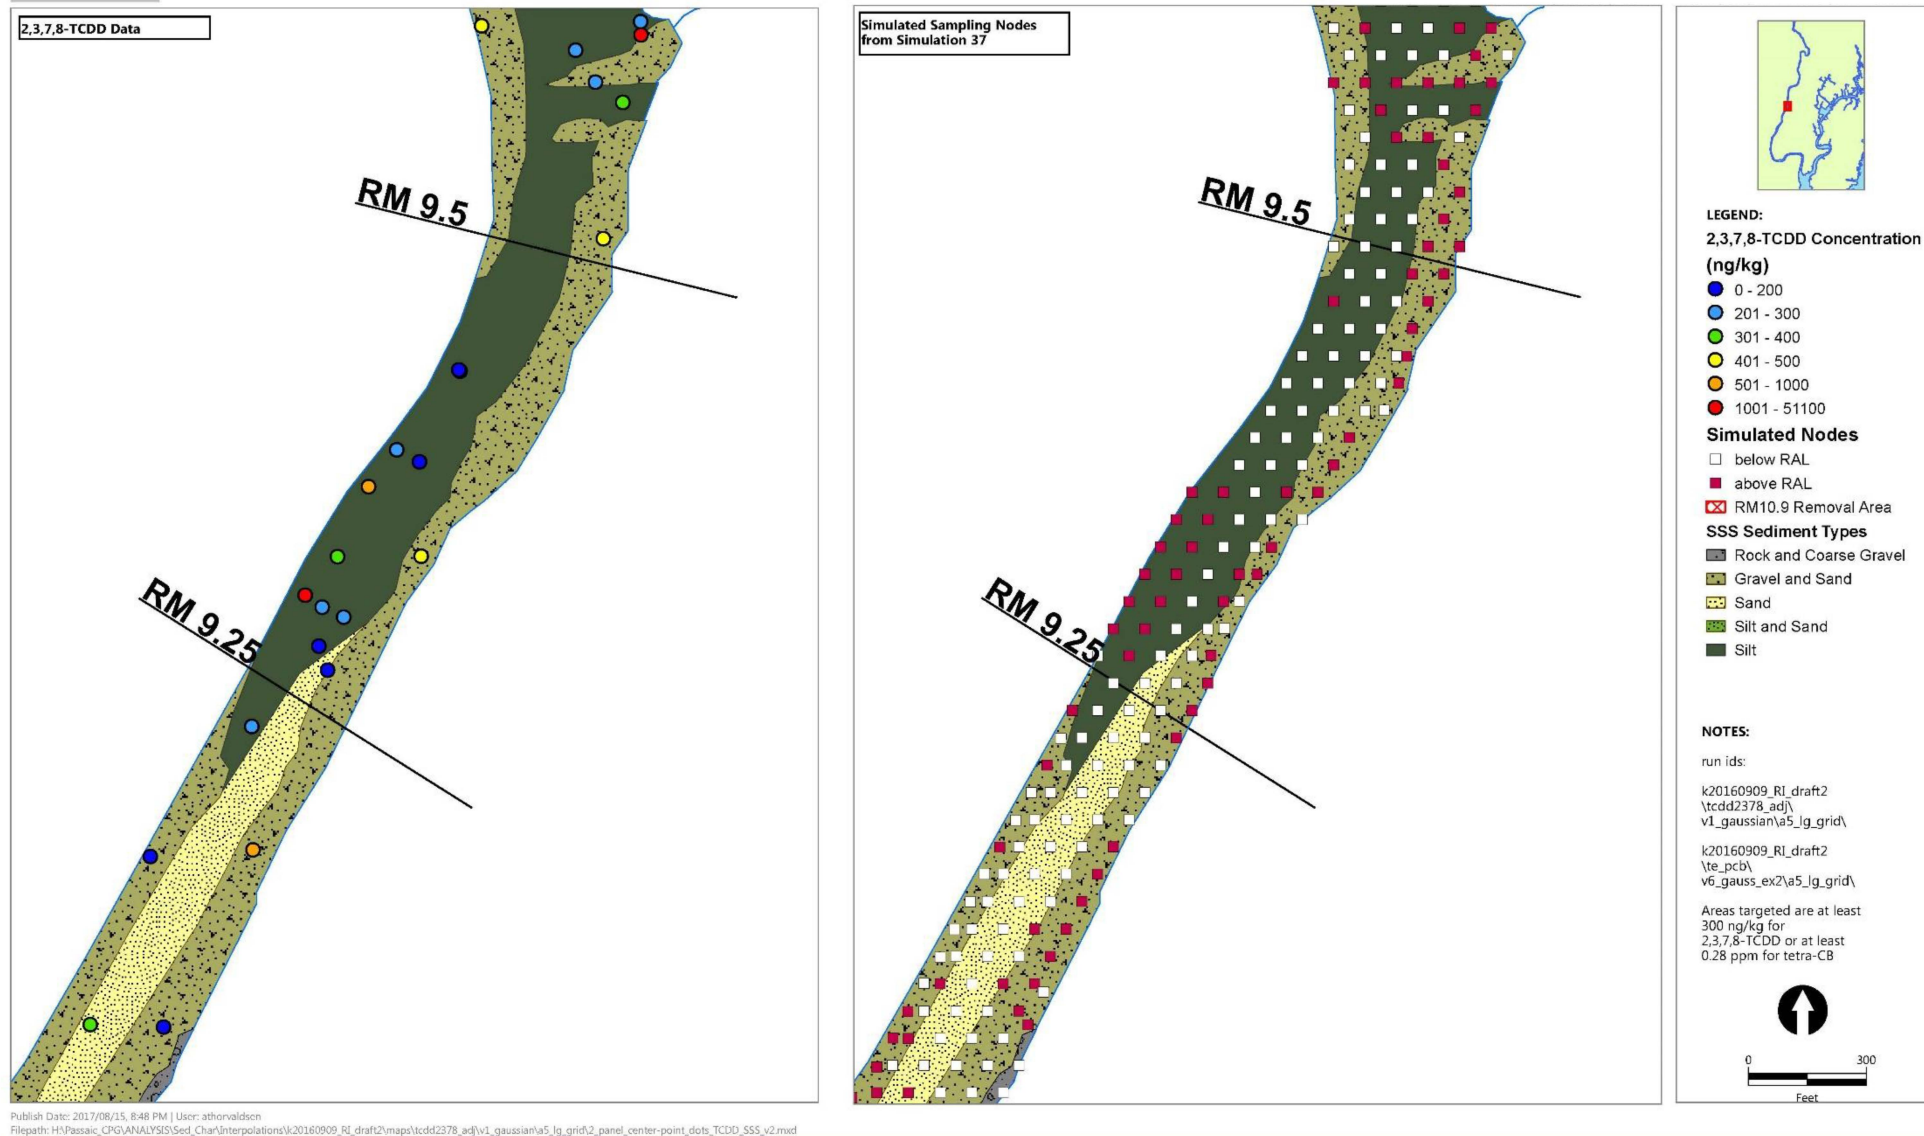 2,3,7,8-TCDD Data
RM 9.5
RM 9.25
Simulated Sampling Nodes
from Simulation 37
RM 9.5
RM 9.25
LEGEND:
2,3,7,8-TCDD Concentration
(ng/kg)
0 - 200
201 - 300
301 - 400
401 - 500
501 - 1000
1001 - 51100
Simulated Nodes
below RAL
above RAL
RM10.9 Removal Area
SSS Sediment Types
Rock and Coarse Gravel
Gravel and Sand
Sand
Silt and Sand
Silt
NOTES:
run ids:
k20160909_RI_draft2
\tcdd2378_adj\
v1_gaussian\a5_lg_grid\
k20160909_RI_draft2
\te_pcb\
v6_gauss_ex2\a5_lg_grid\
Areas targeted are at least
300 ng/kg for
2,3,7,8-TCDD or at least
0.28 ppm for tetra-CB
0 300
Feet
Publish Date: 2017/08/15, 8:48 PM | User: athorvaldsen
Filepath: H:\Passaic_CPG\ANALYSIS\Sed_Char\Interpolations\k20160909_RI_draft2\maps\tcdd2378_adj\v1_gaussian\a5_lg_grid\2_panel_center-point_dots_TCDD_SSS_v2.mxd